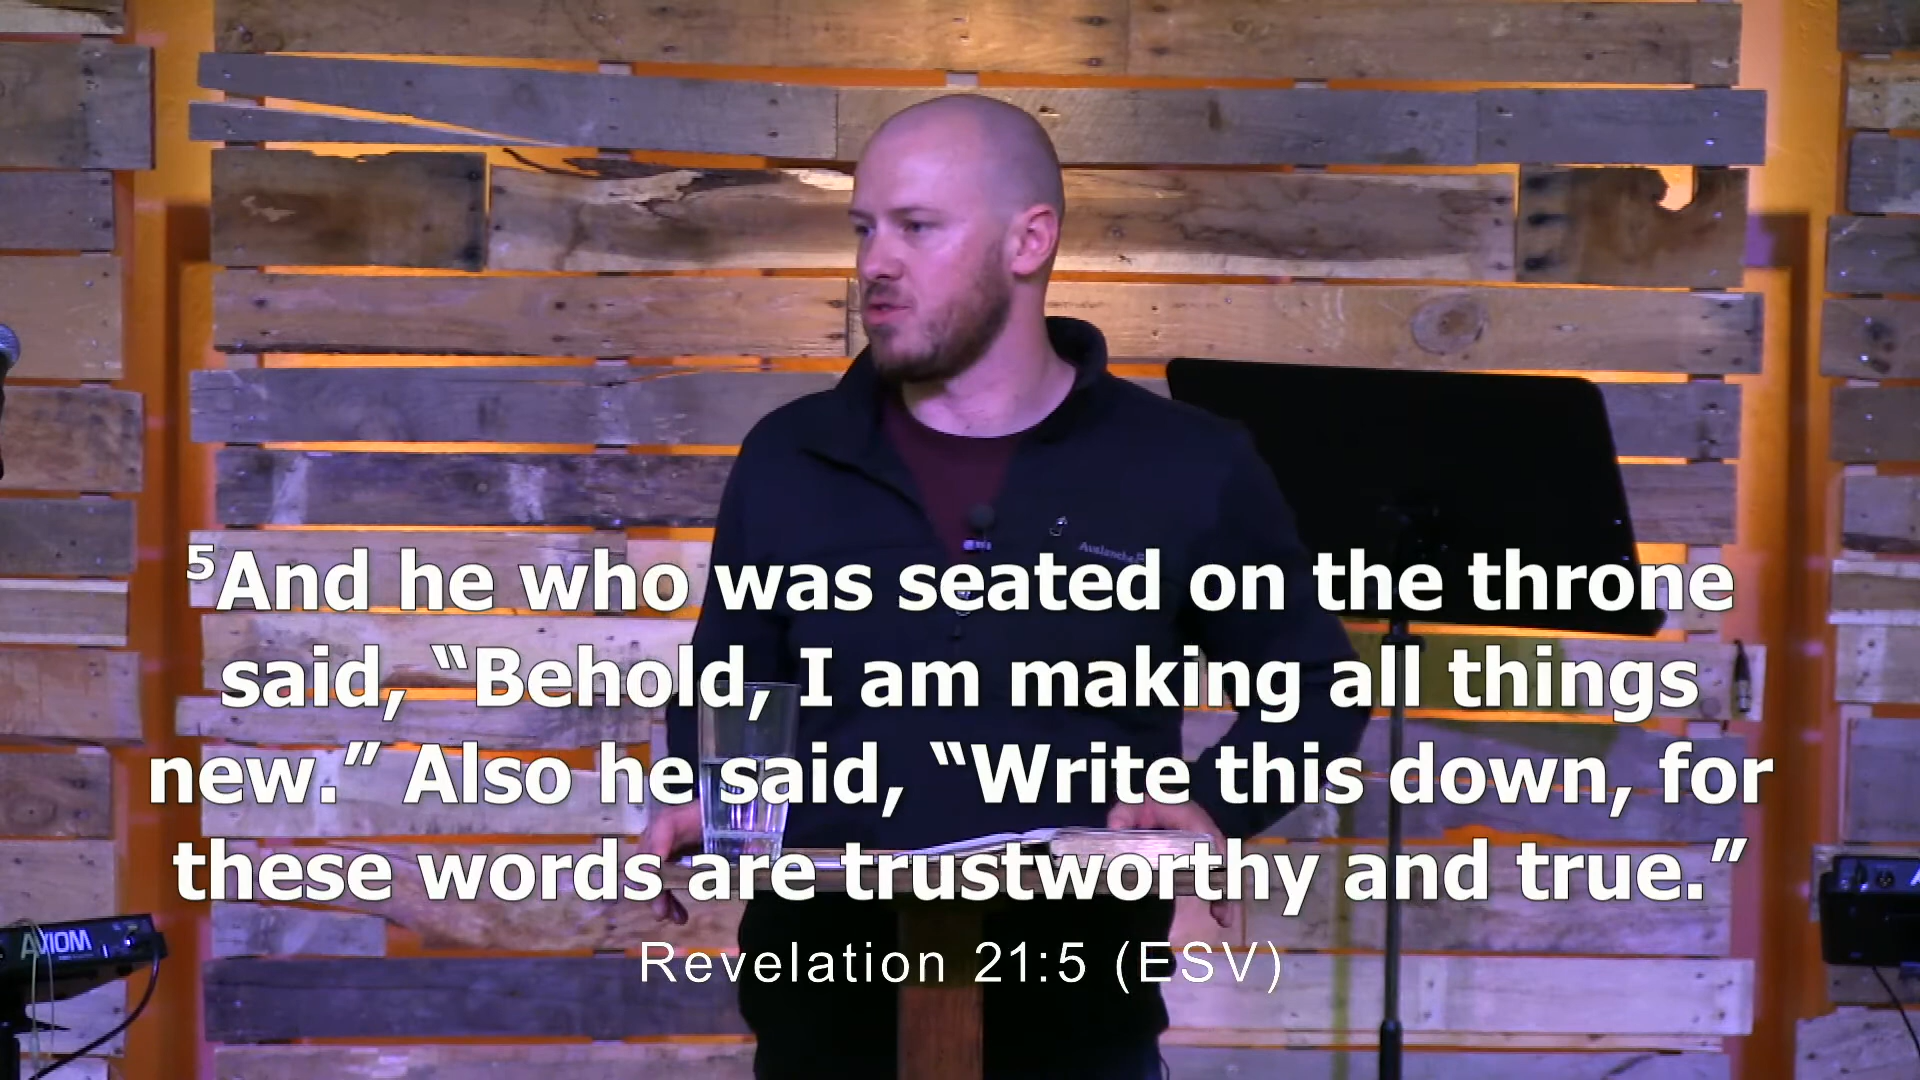 ⁵And he who was seated on the throne
said, “Behold, I am making all things
new.” Also he said, “Write this down, for
these words are trustworthy and true.”
Revelation 21:5 (ESV)
AXIOM
Avalanche